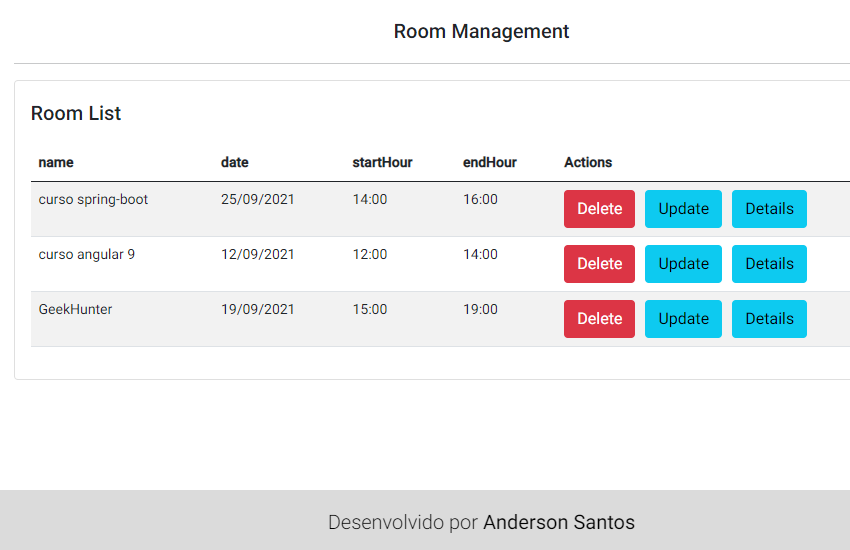 Room Management
Room List
name date startHour endHour Actions
curso spring-boot 25/09/2021 14:00 16:00 Delete Update Details
curso angular 9 12/09/2021 12:00 14:00 Delete Update Details
GeekHunter 19/09/2021 15:00 19:00 Delete Update Details
Desenvolvido por Anderson Santos